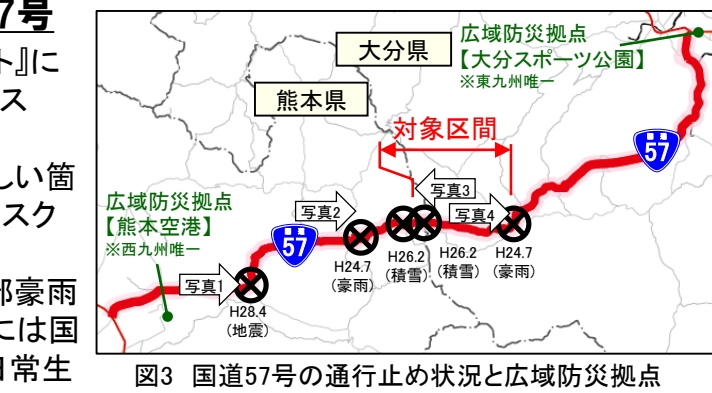 7号
ト』に
ス
しい箇
スク
部豪雨
には国
日常生
大分県
熊本県
広域防災拠点
【大分スポーツ公園】
※東九州唯一
対象区間
国道
57
広域防災拠点
【熊本空港】
※西九州唯一
写真1
写真2
写真3
写真4
国道
57
H28.4
(地震)
H24.7
(豪雨)
H26.2
(積雪)
H26.2
(積雪)
H24.7
(豪雨)
図3 国道57号の通行止め状況と広域防災拠点